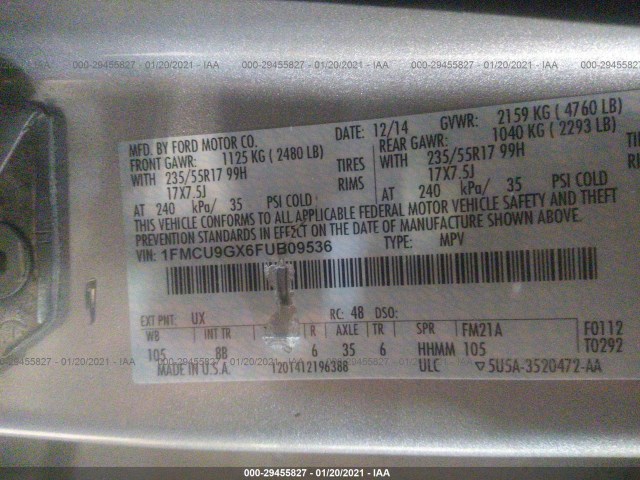 000-29455827 - 01/20/2021 - IAA
MFD. BY FORD MOTOR CO.
DATE: 12/14
GVWR: 2159 KG ( 4760 LB)
FRONT GAWR: 1125 KG ( 2480 LB)
REAR GAWR: 1040 KG ( 2293 LB)
WITH 235/55R17 99H TIRES
WITH 235/55R17 99H
17X7.5J RIMS
17X7.5J
AT 240 kPa/ 35 PSI COLD
AT 240 kPa/ 35 PSI COLD
THIS VEHICLE CONFORMS TO ALL APPLICABLE FEDERAL MOTOR VEHICLE SAFETY AND THEFT
PREVENTION STANDARDS IN EFFECT ON THE DATE OF MANUFACTURE SHOWN ABOVE.
VIN: 1FMCU9GX6FUB09536
TYPE: MPV
EXT PNT: UX RC: 48 DSO:
WB INT TR R AXLE TR SPR FM21A F0112
105 8B 6 35 6 HHMM 105 T0292
MADE IN U.S.A. 120T412196388 ULC 5U5A-3520472-AA
000-29455827 - 01/20/2021 - IAA